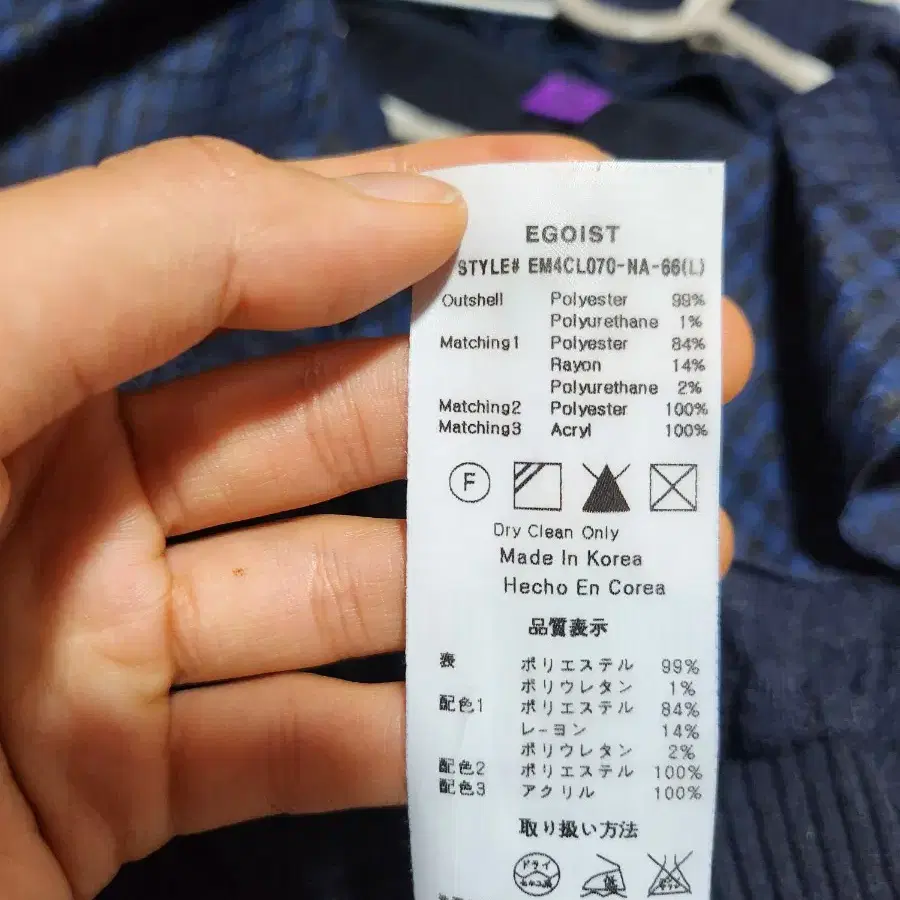 EGOIST
STYLE# EM4CL070-NA-66(L)
Outshell Polyester 99%
Polyurethane 1%
Matching1 Polyester 84%
Rayon 14%
Polyurethane 2%
Matching2 Polyester 100%
Matching3 Acryl 100%
F
Dry Clean Only
Made In Korea
Hecho En Corea
品質表示
表 ポリエステル 99%
ポリウレタン 1%
配色1 ポリエステル 84%
レーヨン 14%
ポリウレタン 2%
配色2 ポリエステル 100%
配色3 アクリル 100%
取り扱い方法
ドライ 低